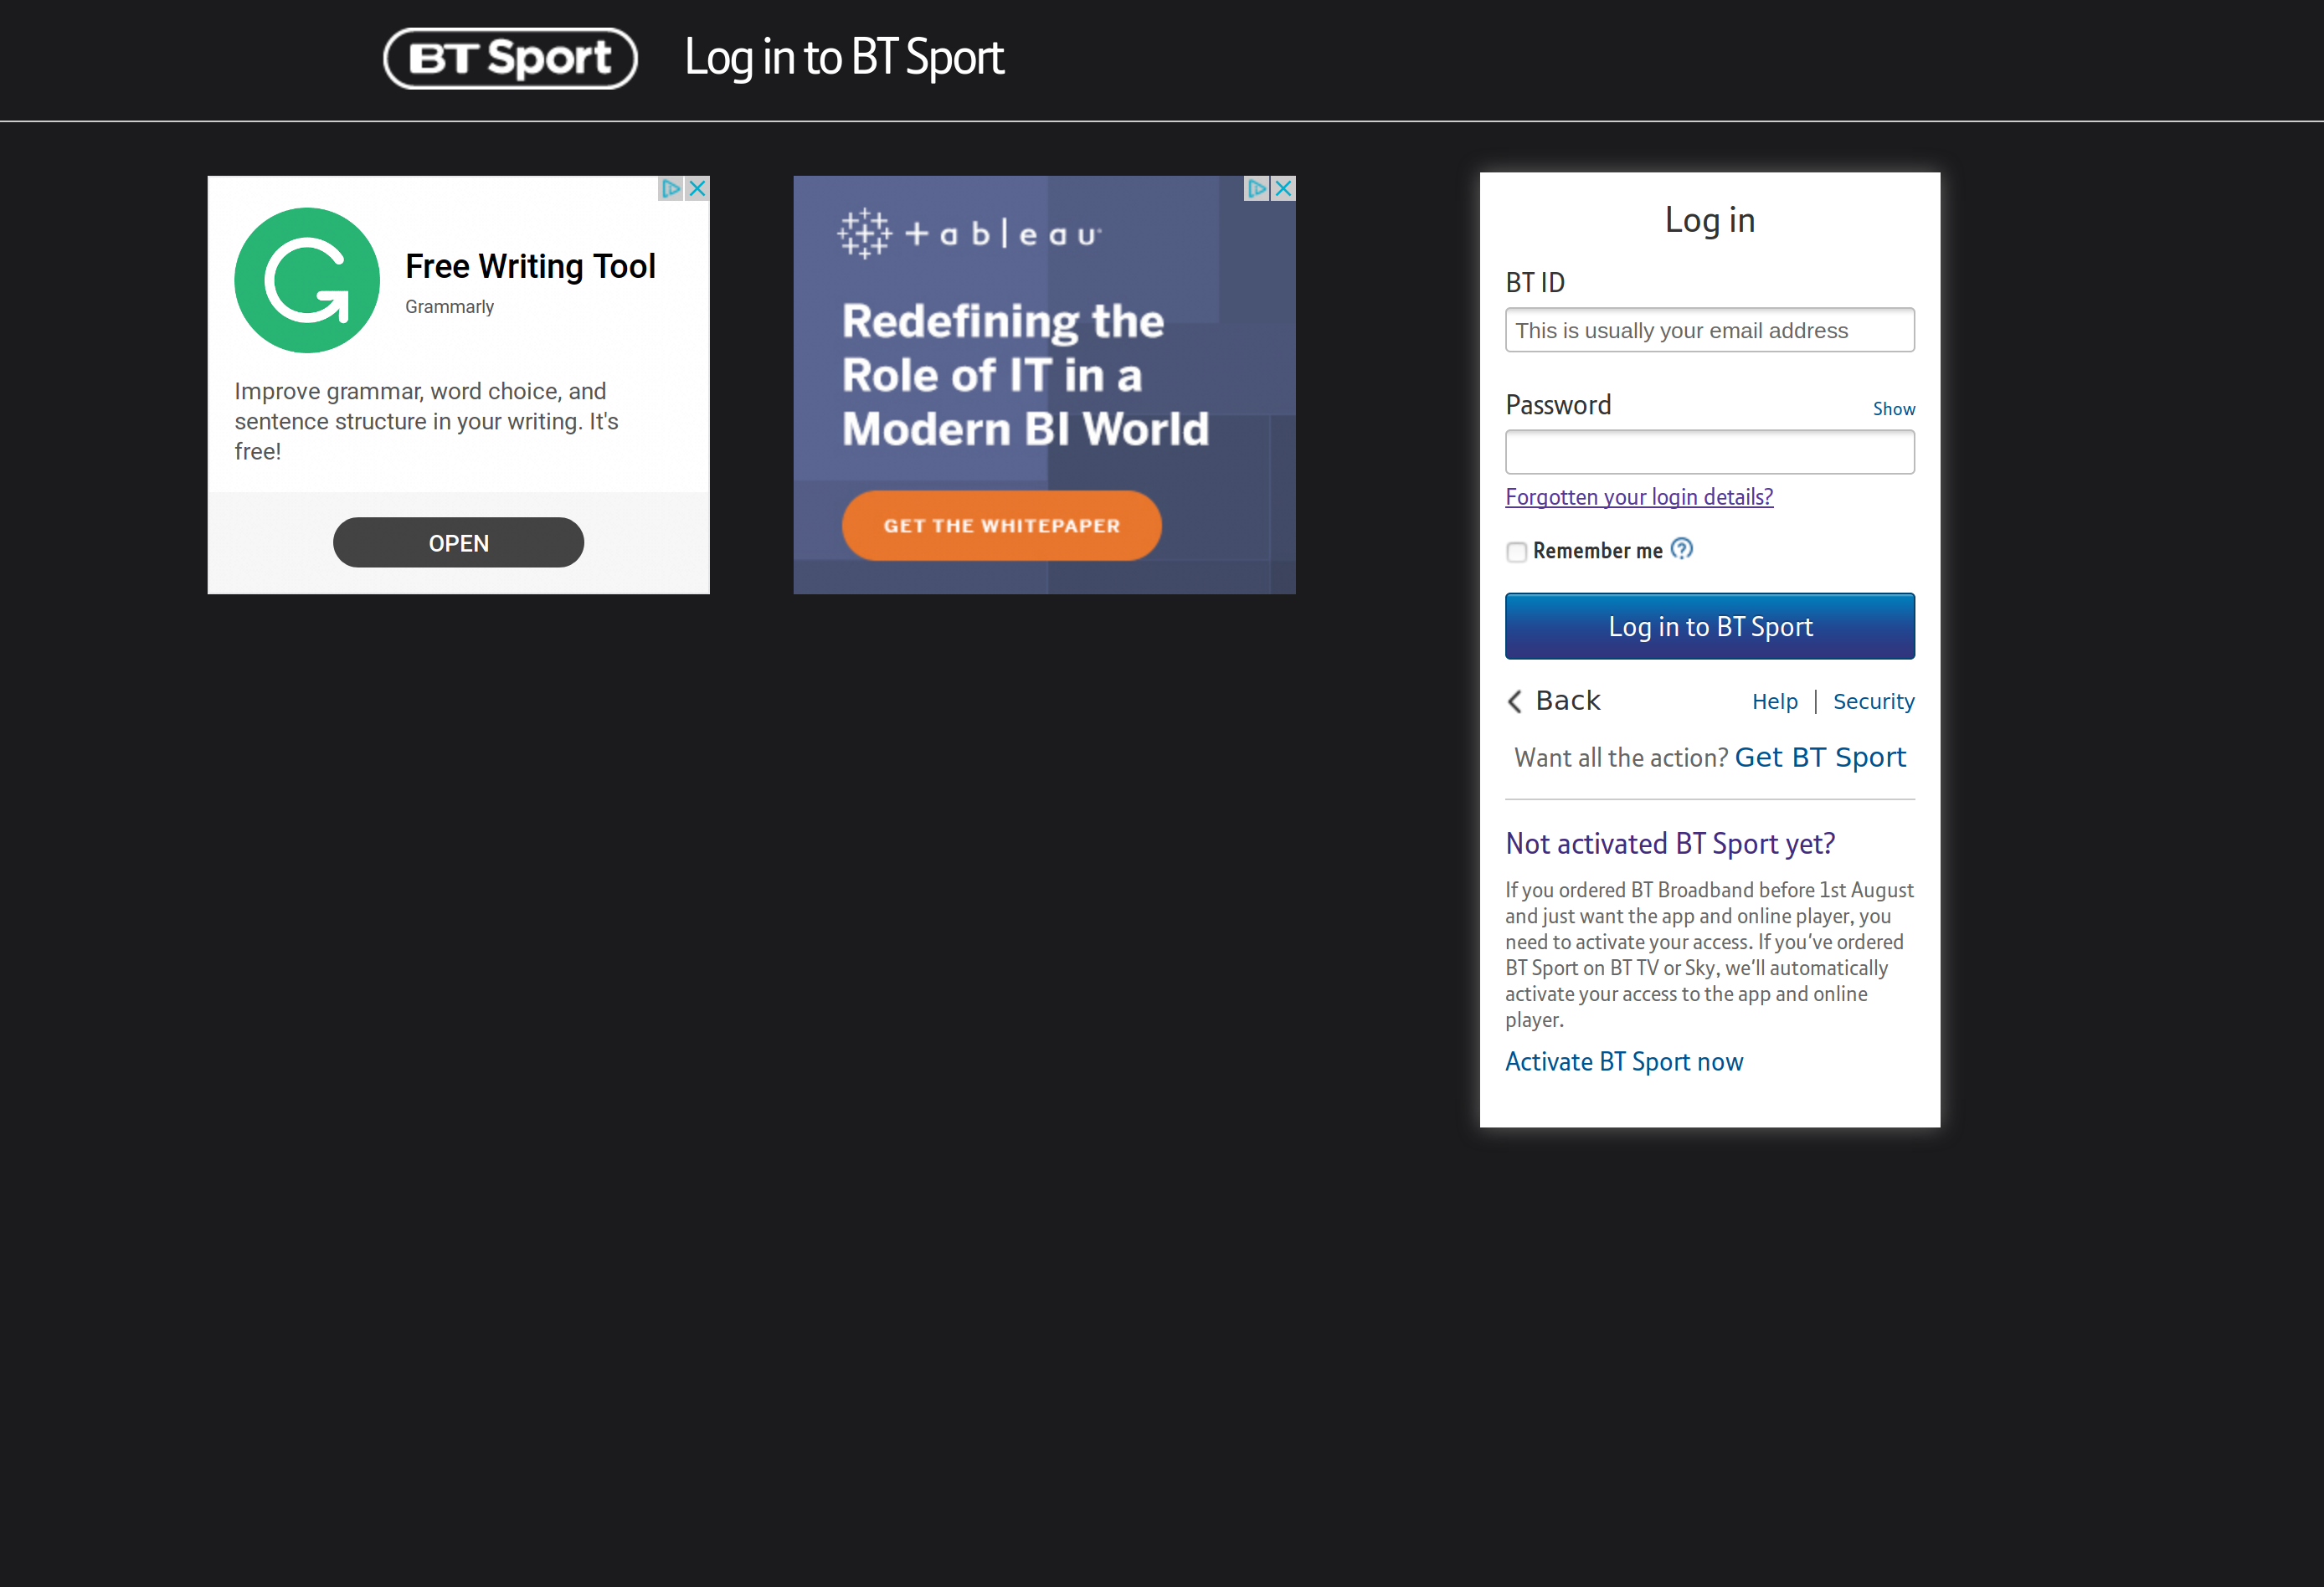 BT Sport
Log in to BT Sport
Free Writing Tool
Grammarly
Improve grammar, word choice, and
sentence structure in your writing. It's
free!
OPEN
+ableau
Redefining the
Role of IT in a
Modern BI World
GET THE WHITEPAPER
Log in
BT ID
This is usually your email address
Password
Show
Forgotten your login details?
Remember me
Log in to BT Sport
Back
Help | Security
Want all the action? Get BT Sport
Not activated BT Sport yet?
If you ordered BT Broadband before 1st August
and just want the app and online player, you
need to activate your access. If you've ordered
BT Sport on BT TV or Sky, we'll automatically
activate your access to the app and online
player.
Activate BT Sport now